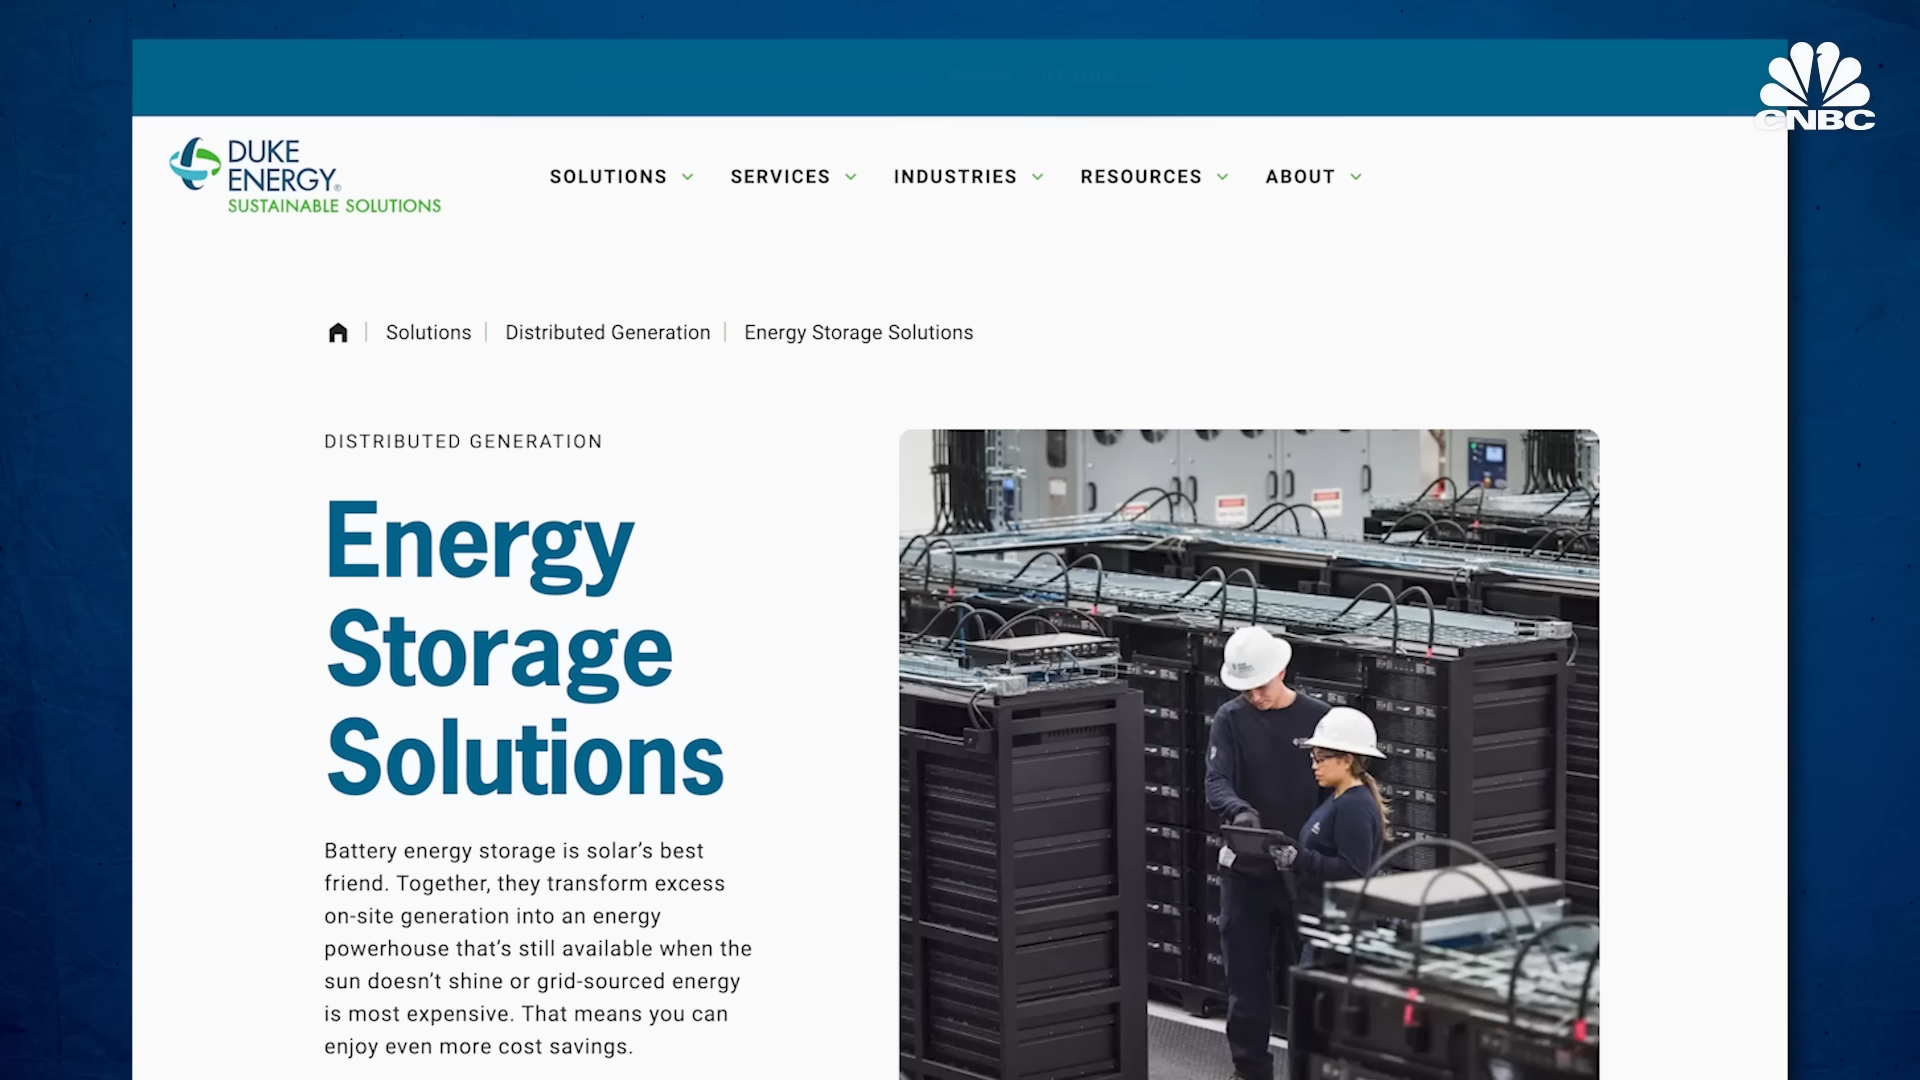 CNBC
DUKE
ENERGY®
SUSTAINABLE SOLUTIONS
SOLUTIONS
SERVICES
INDUSTRIES
RESOURCES
ABOUT
Solutions
Distributed Generation
Energy Storage Solutions
DISTRIBUTED GENERATION
Energy
Storage
Solutions
Battery energy storage is solar’s best
friend. Together, they transform excess
on-site generation into an energy
powerhouse that’s still available when the
sun doesn’t shine or grid-sourced energy
is most expensive. That means you can
enjoy even more cost savings.